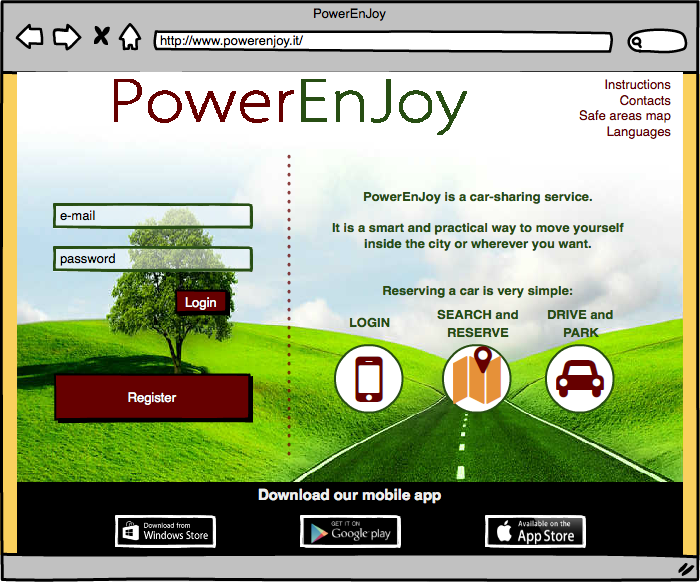 PowerEnJoy
http://www.powerenjoy.it/
PowerEnJoy
Instructions
Contacts
Safe areas map
Languages
e-mail
password
Login
Register
PowerEnJoy is a car-sharing service.
It is a smart and practical way to move yourself
inside the city or wherever you want.
Reserving a car is very simple:
LOGIN
SEARCH and
RESERVE
DRIVE and
PARK
Download our mobile app
Download from
Windows Store
GET IT ON
Google play
Available on the
App Store